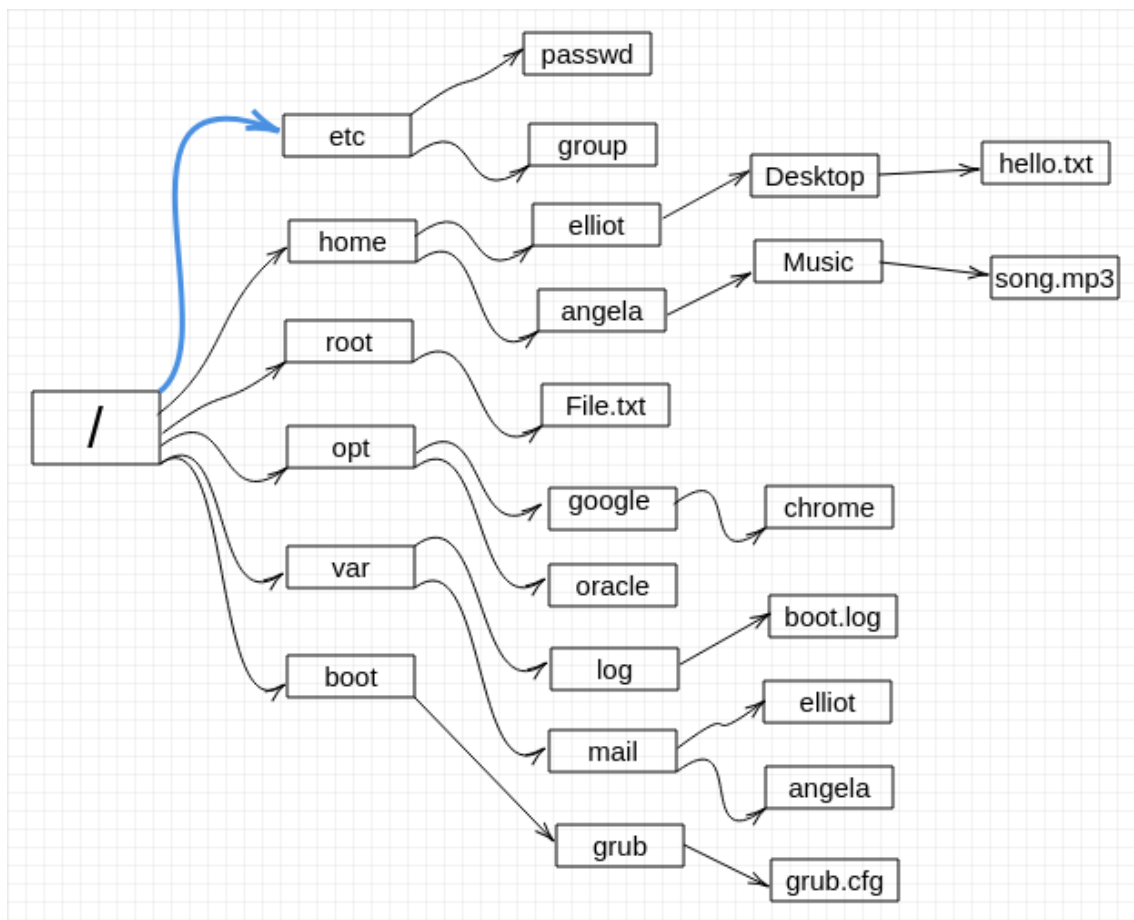 passwd
etc
group
hello.txt
Desktop
elliot
home
Music
song.mp3
angela
root
File.txt
/
opt
google
chrome
var
oracle
boot.log
log
boot
elliot
mail
angela
grub
grub.cfg